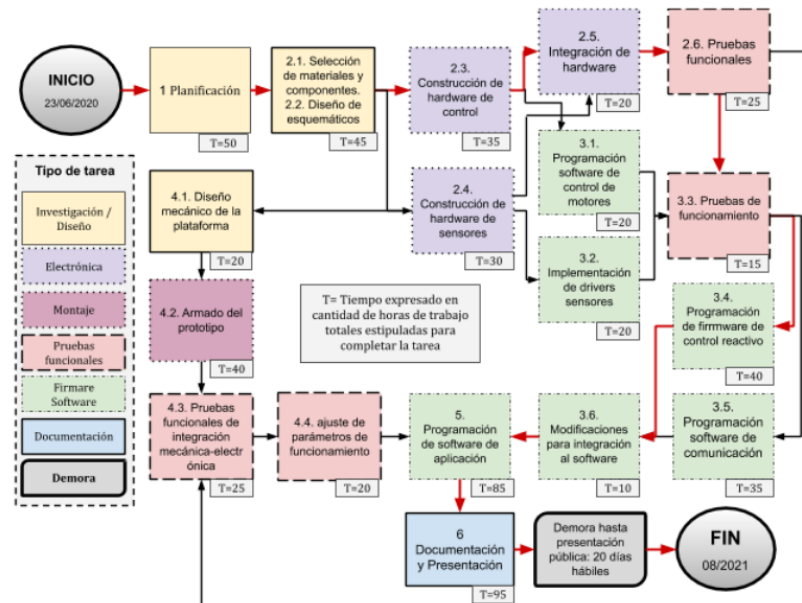 INICIO
23/06/2020
1 Planificación
T=50
2.1. Selección
de materiales y
componentes.
2.2. Diseño de
esquemáticos
T=45
2.3.
Construcción de
hardware de
control
T=35
2.5.
Integración de
hardware
T=20
2.6. Pruebas
funcionales
T=25
Tipo de tarea
Investigación /
Diseño
Electrónica
Montaje
Pruebas
funcionales
Firmare
Software
Documentación
Demora
4.1. Diseño
mecánico de la
plataforma
T=20
2.4.
Construcción de
hardware de
sensores
T=30
3.1.
Programación
software de
control de
motores
T=20
3.3. Pruebas de
funcionamiento
T=15
3.2.
Implementación
de drivers
sensores
T=20
4.2. Armado del
prototipo
T=40
T= Tiempo expresado en
cantidad de horas de trabajo
totales estipuladas para
completar la tarea
3.4.
Programación
de firmware de
control reactivo
T=40
4.3. Pruebas
funcionales de
integración
mecánica-electr
ónica
T=25
4.4. ajuste de
parámetros de
funcionamiento
T=20
5.
Programación
de software de
aplicación
T=85
3.6.
Modificaciones
para integración
al software
T=10
3.5.
Programación
software de
comunicación
T=35
6
Documentación
y Presentación
T=95
Demora hasta
presentación
pública: 20 días
hábiles
FIN
08/2021